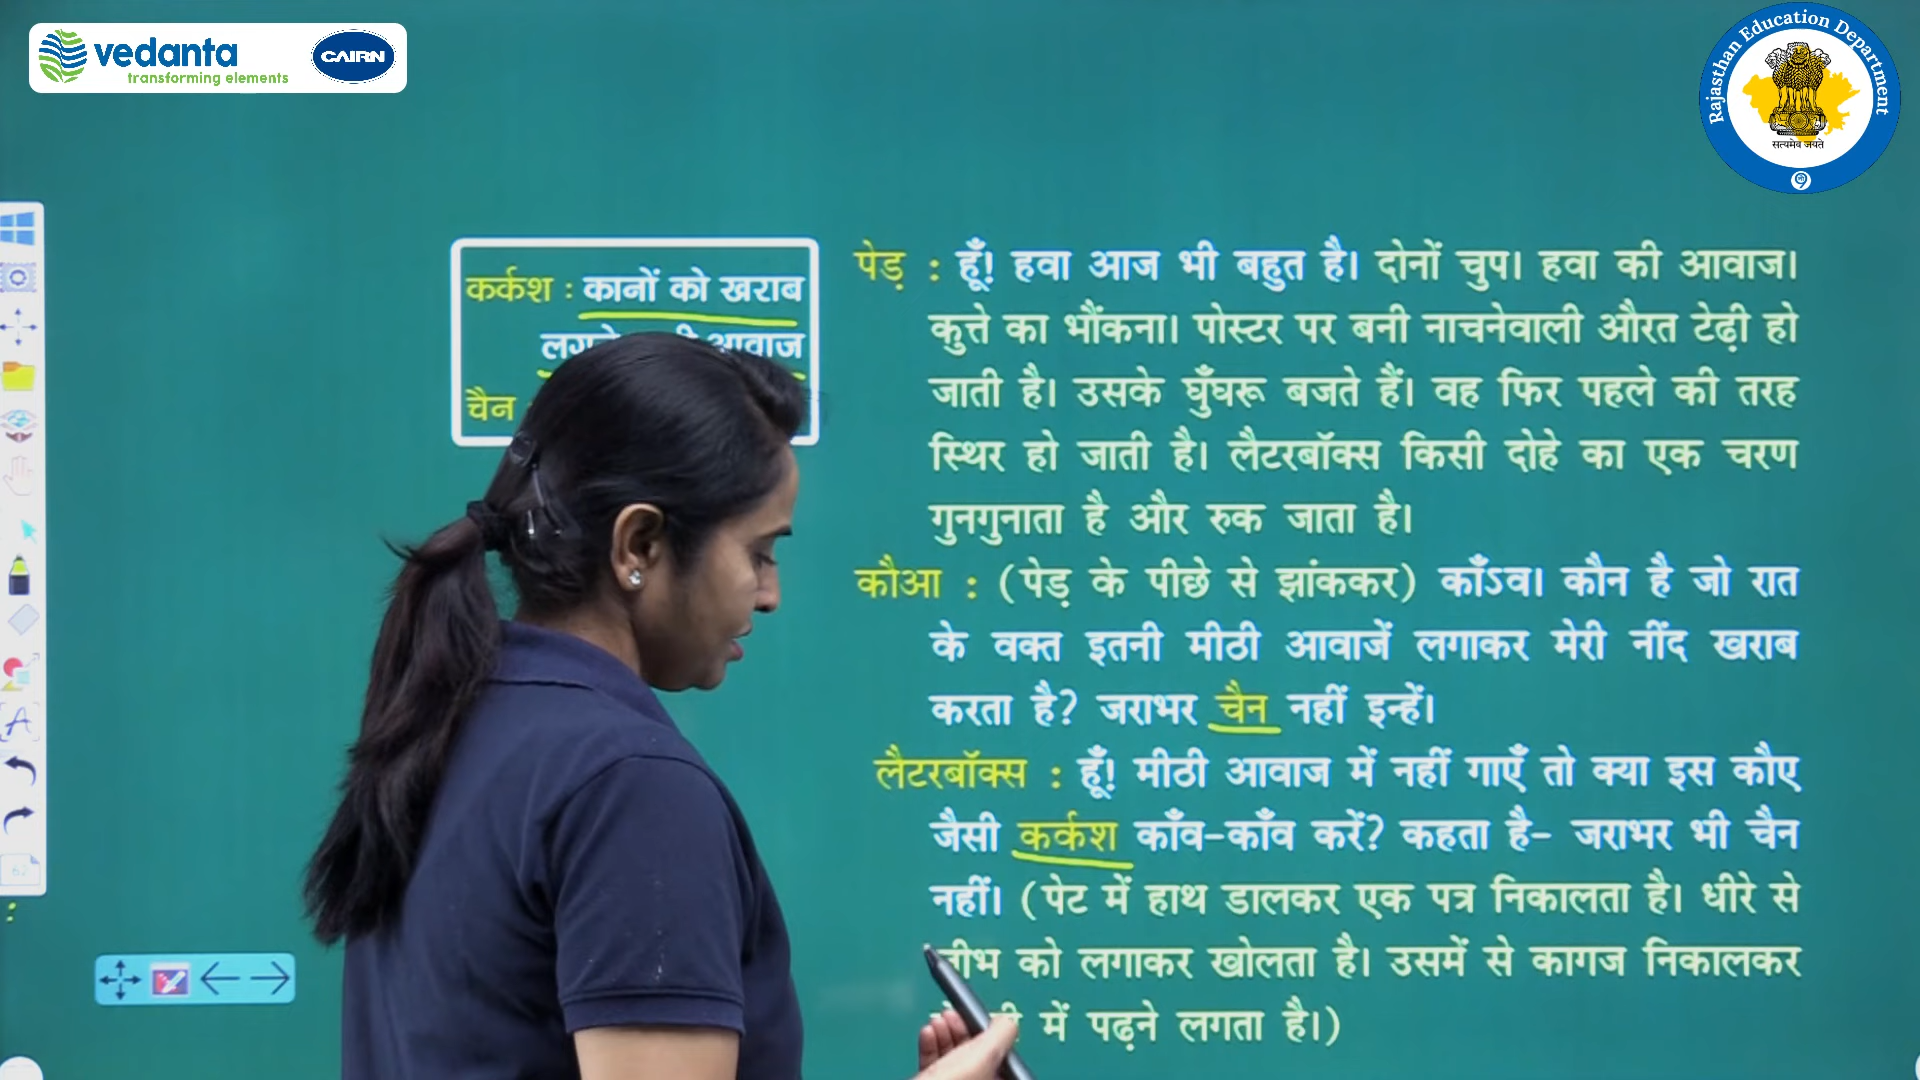 vedanta
transforming elements
CAIRN
Rajasthan Education Department
सत्यमेव जयते
कर्कश : कानों को खराब
आवाज
चैन
पेड़ : हूँ! हवा आज भी बहुत है। दोनों चुप। हवा की आवाज।
कुत्ते का भौंकना। पोस्टर पर बनी नाचनेवाली औरत टेढ़ी हो
जाती है। उसके घुँघरू बजते हैं। वह फिर पहले की तरह
स्थिर हो जाती है। लैटरबॉक्स किसी दोहे का एक चरण
गुनगुनाता है और रुक जाता है।
कौआ : (पेड़ के पीछे से झांककर) काँऽव। कौन है जो रात
के वक्त इतनी मीठी आवाजें लगाकर मेरी नींद खराब
करता है? जराभर चैन नहीं इन्हें।
लैटरबॉक्स : हूँ! मीठी आवाज में नहीं गाएँ तो क्या इस कौए
जैसी कर्कश काँव-काँव करें? कहता है- जराभर भी चैन
नहीं। (पेट में हाथ डालकर एक पत्र निकालता है। धीरे से
को लगाकर खोलता है। उसमें से कागज निकालकर
में पढ़ने लगता है।)